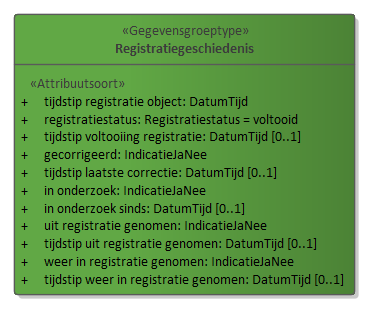 «Gegevensgroeptype»
Registratiegeschiedenis
«Attribuutsoort»
+ tijdstip registratie object: DatumTijd
+ registratiestatus: Registratiestatus = voltooid
+ tijdstip voltooiing registratie: DatumTijd [0..1]
+ gecorrigeerd: IndicatieJaNee
+ tijdstip laatste correctie: DatumTijd [0..1]
+ in onderzoek: IndicatieJaNee
+ in onderzoek sinds: DatumTijd [0..1]
+ uit registratie genomen: IndicatieJaNee
+ tijdstip uit registratie genomen: DatumTijd [0..1]
+ weer in registratie genomen: IndicatieJaNee
+ tijdstip weer in registratie genomen: DatumTijd [0..1]